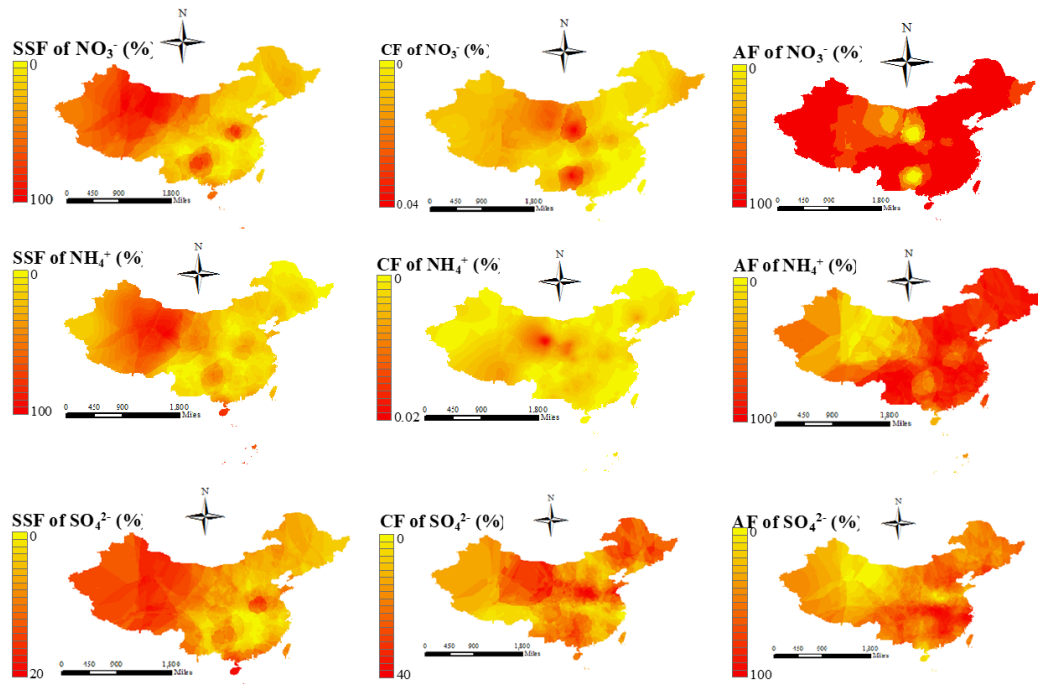 N
N
N
SSF of NO₃⁻ (%)
CF of NO₃⁻ (%)
AF of NO₃⁻ (%)
0
0
0
100
0.04
100
0 450 900 1,800
Miles
0 450 900 1,800
Miles
0 450 900 1,800
Miles
N
N
N
SSF of NH₄⁺ (%)
CF of NH₄⁺ (%)
AF of NH₄⁺ (%)
0
0
0
100
0.02
100
0 450 900 1,800
Miles
0 450 900 1,800
Miles
0 450 900 1,800
Miles
N
N
N
SSF of SO₄²⁻ (%)
CF of SO₄²⁻ (%)
AF of SO₄²⁻ (%)
0
0
0
20
40
100
0 450 900 1,800
Miles
0 450 900 1,800
Miles
0 450 900 1,800
Miles